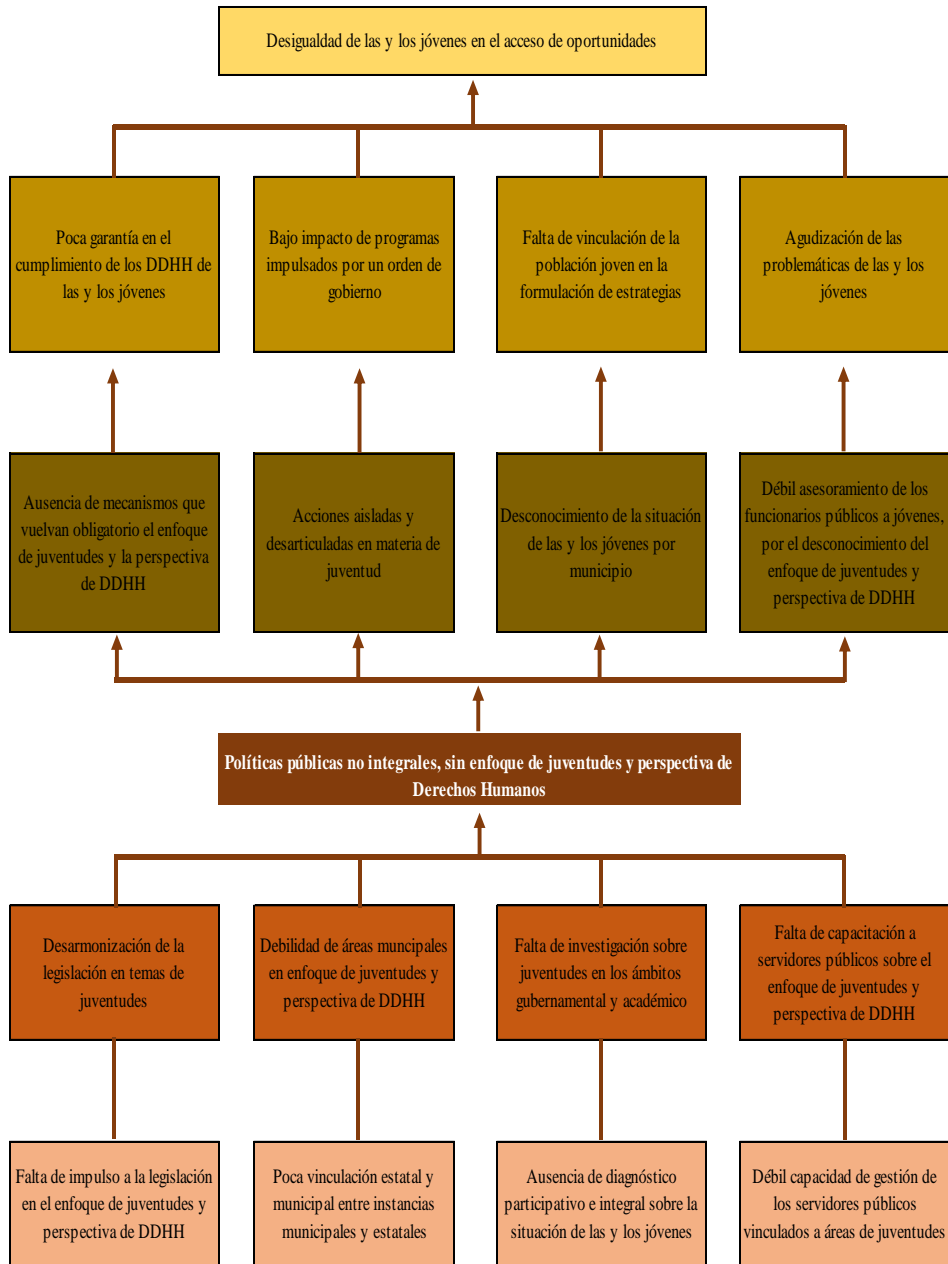 Desigualdad de las y los jóvenes en el acceso de oportunidades
Poca garantía en el
cumplimiento de los DDHH de
las y los jóvenes
Bajo impacto de programas
impulsados por un orden de
gobierno
Falta de vinculación de la
población joven en la
formulación de estrategias
Agudización de las
problemáticas de las y los
jóvenes
Ausencia de mecanismos que
vuelvan obligatorio el enfoque
de juventudes y la perspectiva
de DDHH
Acciones aisladas y
desarticuladas en materia de
juventud
Desconocimiento de la situación
de las y los jóvenes por
municipio
Débil asesoramiento de los
funcionarios públicos a jóvenes,
por el desconocimiento del
enfoque de juventudes y
perspectiva de DDHH
Políticas públicas no integrales, sin enfoque de juventudes y perspectiva de
Derechos Humanos
Desarmonización de la
legislación en temas de
juventudes
Debilidad de áreas muncipales
en enfoque de juventudes y
perspectiva de DDHH
Falta de investigación sobre
juventudes en los ámbitos
gubernamental y académico
Falta de capacitación a
servidores públicos sobre el
enfoque de juventudes y
perspectiva de DDHH
Falta de impulso a la legislación
en el enfoque de juventudes y
perspectiva de DDHH
Poca vinculación estatal y
municipal entre instancias
municipales y estatales
Ausencia de diagnóstico
participativo e integral sobre la
situación de las y los jóvenes
Débil capacidad de gestión de
los servidores públicos
vinculados a áreas de juventudes